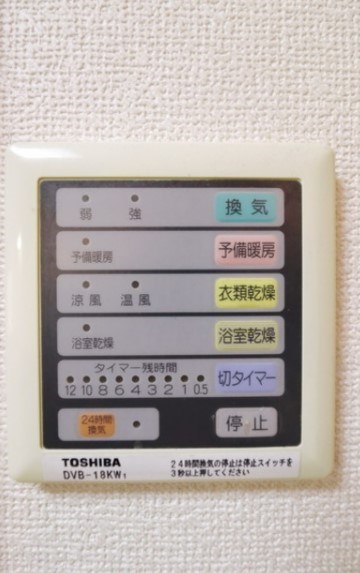 弱 強 換気
予備暖房 予備暖房
涼風 温風 衣類乾燥
浴室乾燥 浴室乾燥
タイマー残時間
12 10 8 6 4 3 2 1 0.5 切タイマー
24時間
換気 停止
TOSHIBA
DVB-18KW1
24時間換気の停止は停止スイッチを
3秒以上押してください